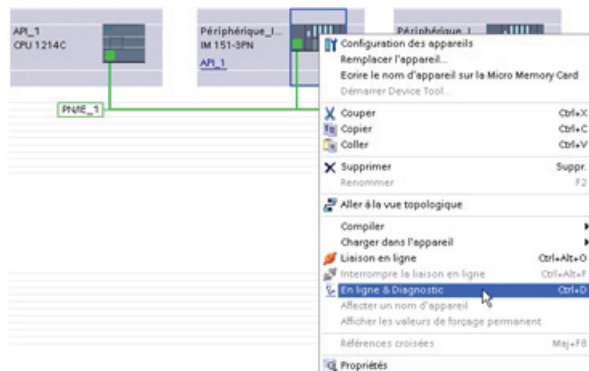 API_1
CPU 1214C
Périphérique_I...
IM 151-3PN
API_1
Périphérique_I...
PN/IE_1
Configuration des appareils
Remplacer l'appareil...
Ecrire le nom d'appareil sur la Micro Memory Card
Démarrer Device Tool...
Couper Ctrl+X
Copier Ctrl+C
Coller Ctrl+V
Supprimer Suppr.
Renommer F2
Aller à la vue topologique
Compiler
Charger dans l'appareil
Liaison en ligne Ctrl+Alt+O
Interrompre la liaison en ligne Ctrl+Alt+F
En ligne & Diagnostic Ctrl+D
Affecter un nom d'appareil
Afficher les valeurs de forçage permanent
Références croisées Maj+F8
Propriétés